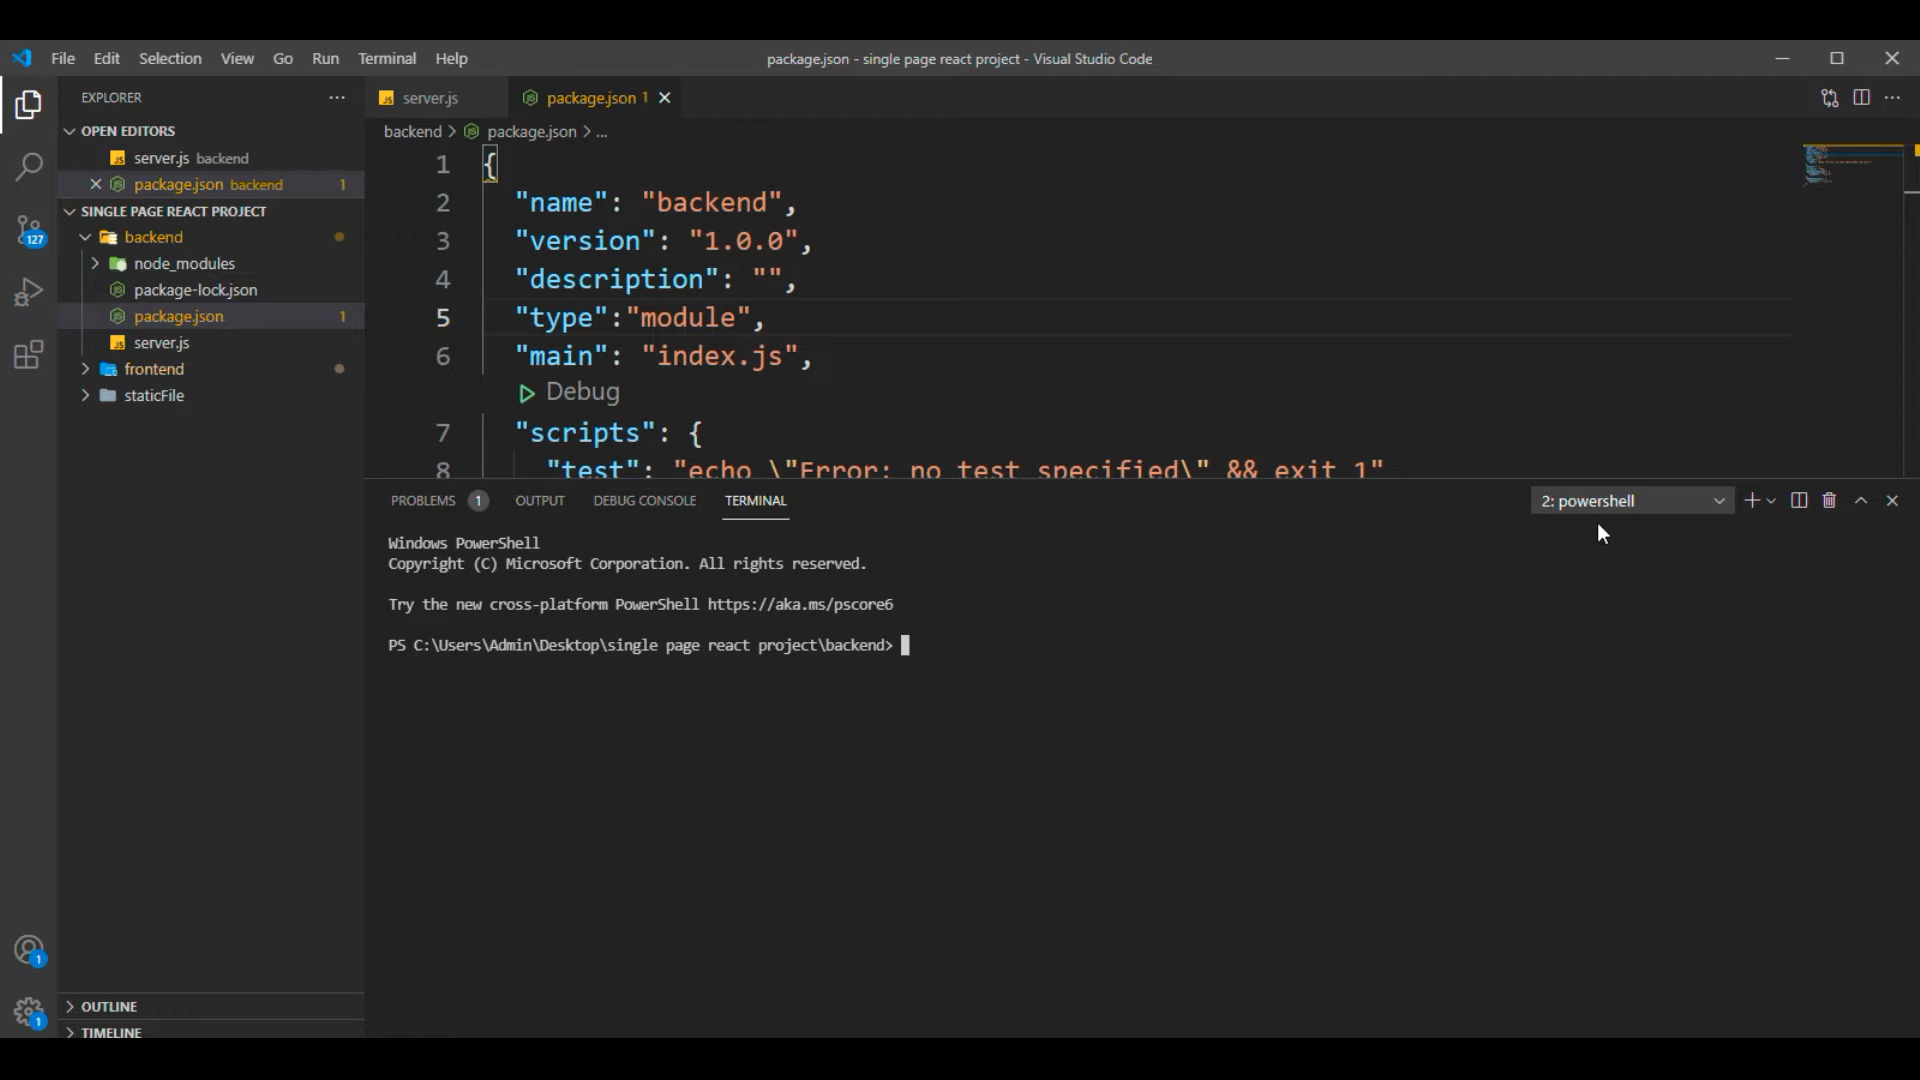 File Edit Selection View Go Run Terminal Help
package.json - single page react project - Visual Studio Code
EXPLORER
OPEN EDITORS
server.js backend
package.json backend 1
SINGLE PAGE REACT PROJECT
127
backend
node_modules
package-lock.json
package.json 1
server.js
frontend
staticFile
1
1
OUTLINE
TIMELINE
server.js package.json 1
backend > package.json > ...
1 {
2 "name": "backend",
3 "version": "1.0.0",
4 "description": "",
5 "type":"module",
6 "main": "index.js",
Debug
7 "scripts": {
8 "test": "echo \"Error: no test specified\" && exit 1"
PROBLEMS 1 OUTPUT DEBUG CONSOLE TERMINAL 2: powershell
Windows PowerShell
Copyright (C) Microsoft Corporation. All rights reserved.
Try the new cross-platform PowerShell https://aka.ms/pscore6
PS C:\Users\Admin\Desktop\single page react project\backend>